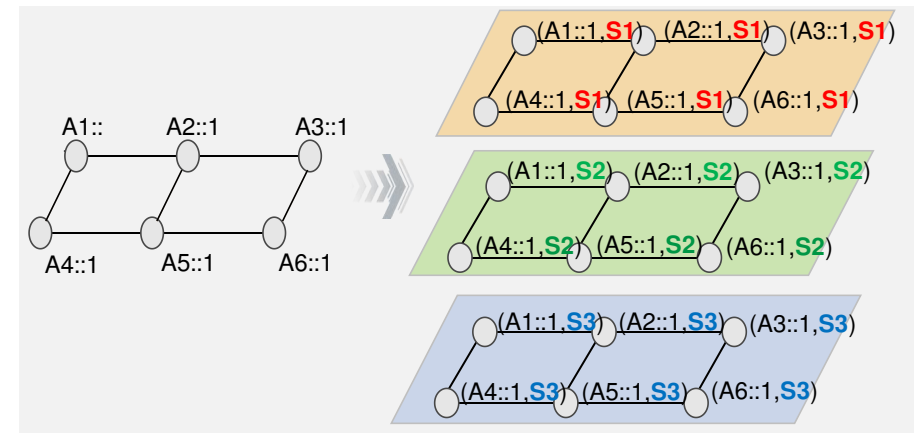 A1:: A2::1 A3::1
A4::1 A5::1 A6::1
(A1::1,S1) (A2::1,S1) (A3::1,S1)
(A4::1,S1) (A5::1,S1) (A6::1,S1)
(A1::1,S2) (A2::1,S2) (A3::1,S2)
(A4::1,S2) (A5::1,S2) (A6::1,S2)
(A1::1,S3) (A2::1,S3) (A3::1,S3)
(A4::1,S3) (A5::1,S3) (A6::1,S3)